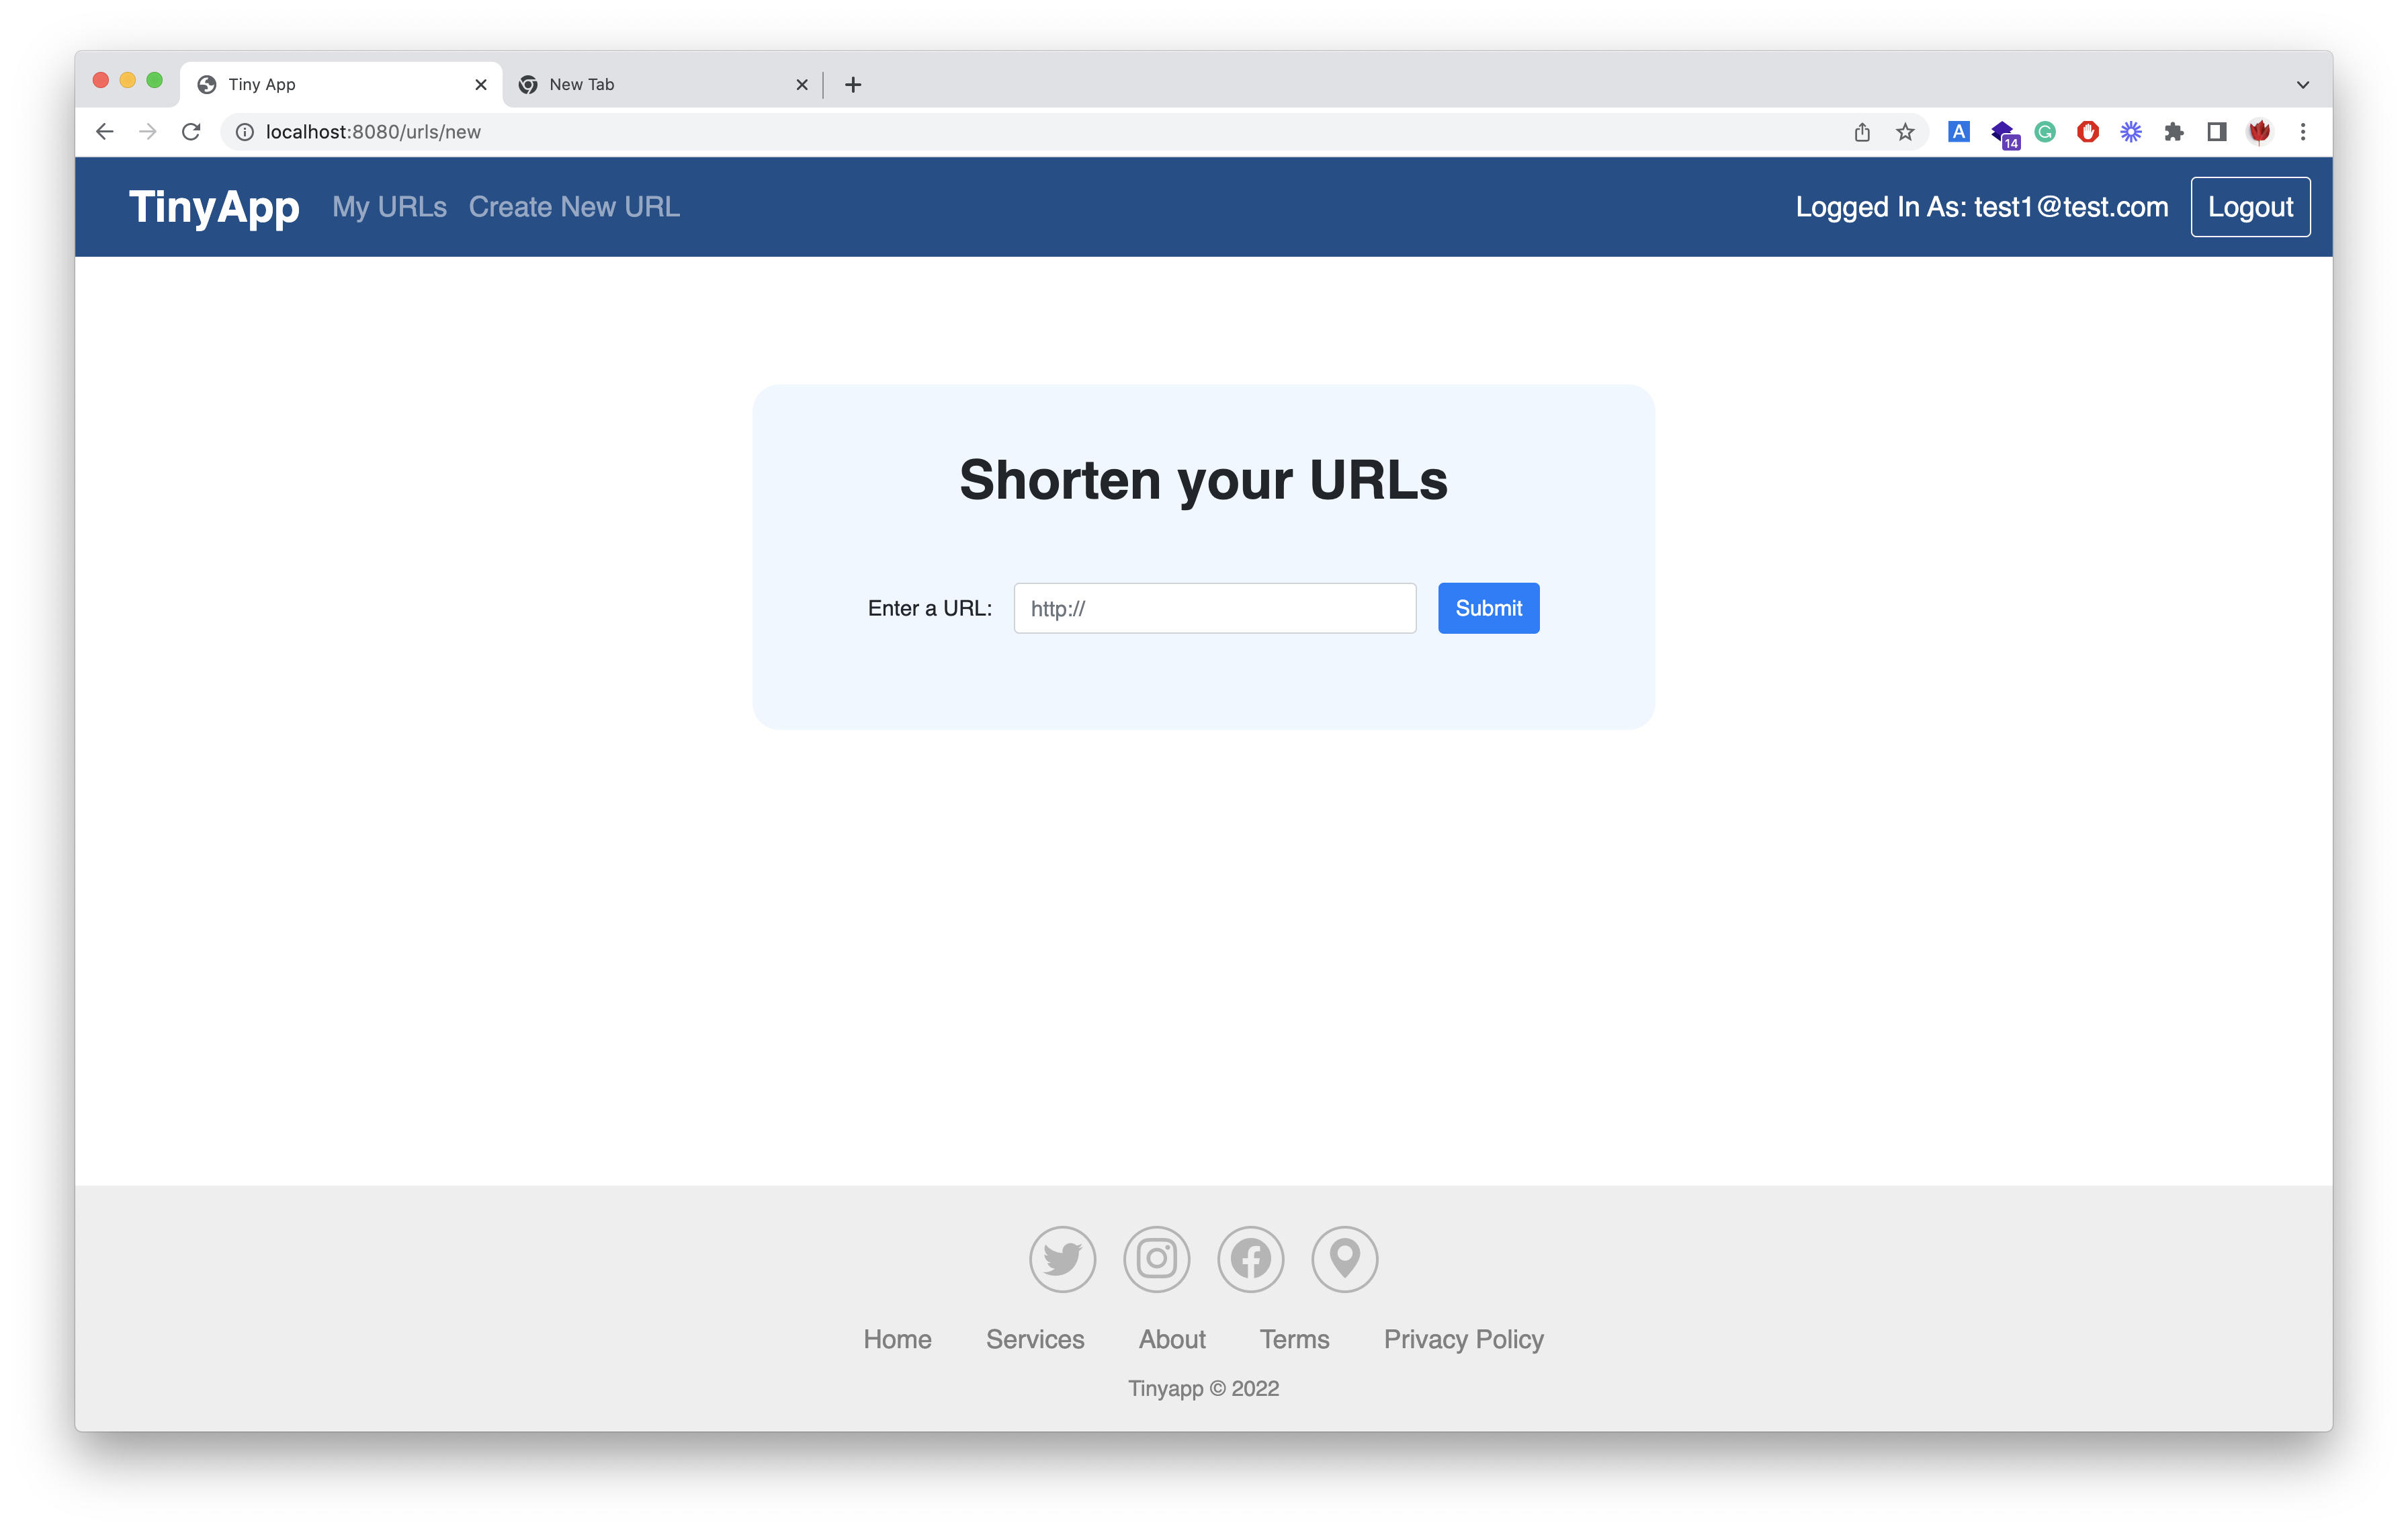 Tiny App
New Tab
localhost:8080/urls/new
A
14
TinyApp My URLs Create New URL Logged In As: test1@test.com Logout
Shorten your URLs
Enter a URL: http:// Submit
Home Services About Terms Privacy Policy
Tinyapp © 2022